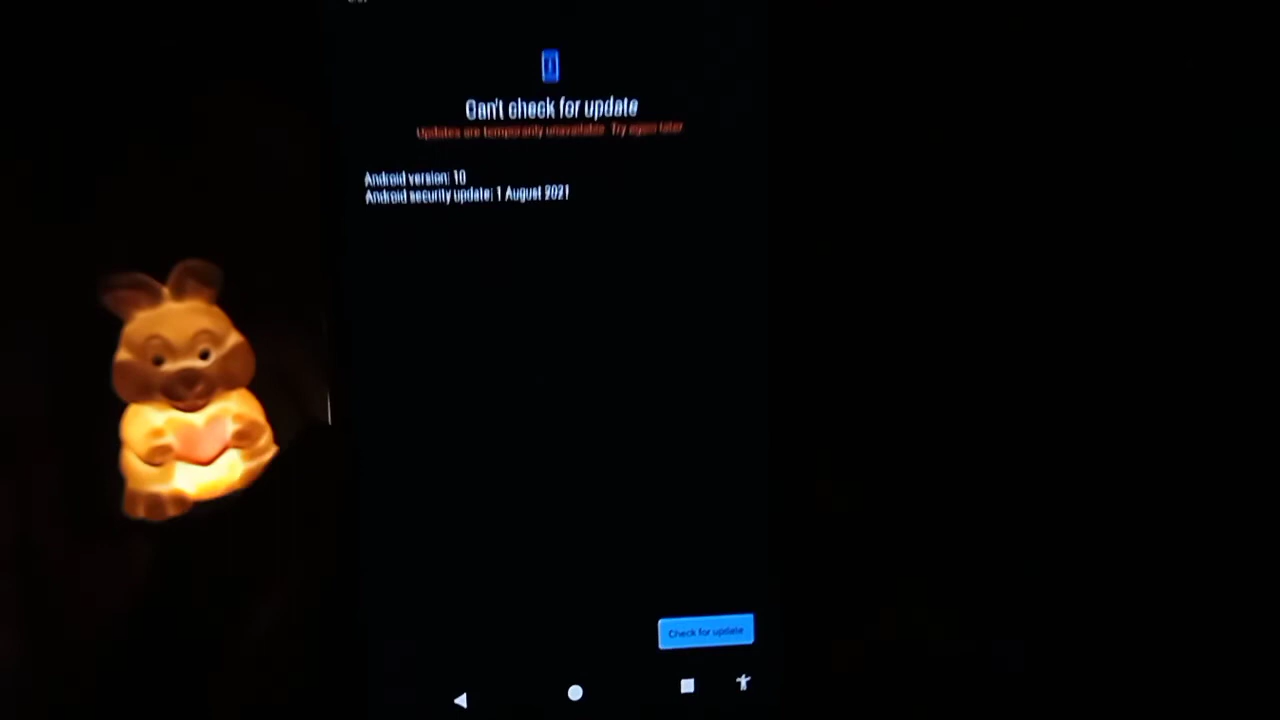 Can't check for update
Updates are temporarily unavailable. Try again later.
Android version: 10
Android security update: 1 August 2021
Check for update